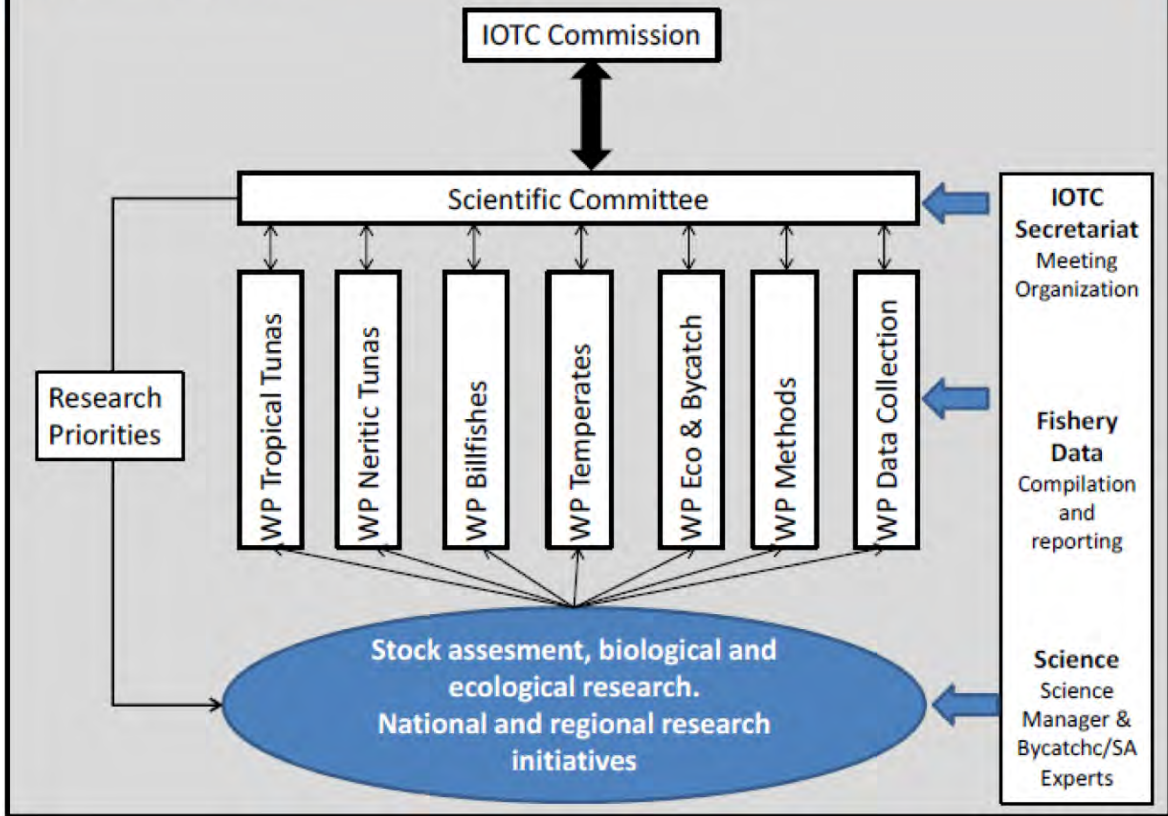 IOTC Commission
Scientific Committee
Research
Priorities
WP Tropical Tunas
WP Neritic Tunas
WP Billfishes
WP Temperates
WP Eco & Bycatch
WP Methods
WP Data Collection
Stock assesment, biological and
ecological research.
National and regional research
initiatives
IOTC
Secretariat
Meeting
Organization
Fishery
Data
Compilation
and
reporting
Science
Science
Manager &
Bycatchc/SA
Experts